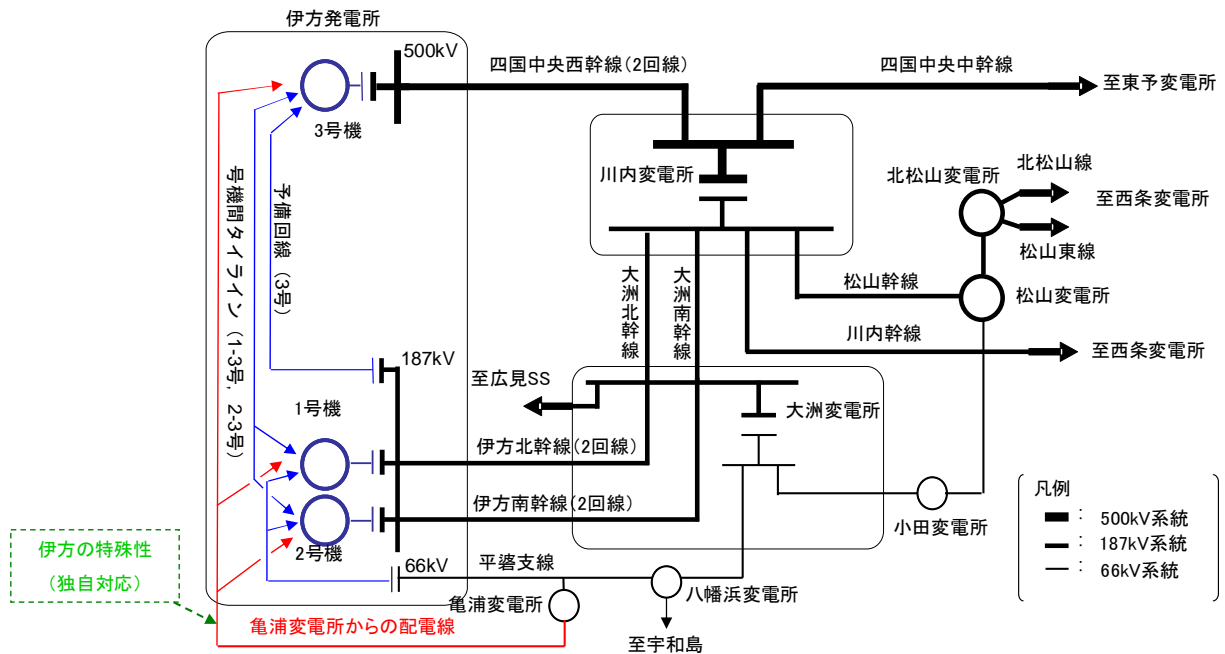 伊方発電所
500kV
四国中央西幹線(2回線)
四国中央中幹線
至東予変電所
3号機
川内変電所
北松山変電所
北松山線
至西条変電所
松山東線
号機間タイライン(1-3号, 2-3号)
予備回線(3号)
大洲北幹線
大洲南幹線
松山幹線
松山変電所
川内幹線
至西条変電所
187kV
至広見SS
大洲変電所
1号機
伊方北幹線(2回線)
伊方南幹線(2回線)
小田変電所
凡例
: 500kV系統
: 187kV系統
: 66kV系統
伊方の特殊性
(独自対応)
2号機
66kV
平碆支線
亀浦変電所
八幡浜変電所
亀浦変電所からの配電線
至宇和島